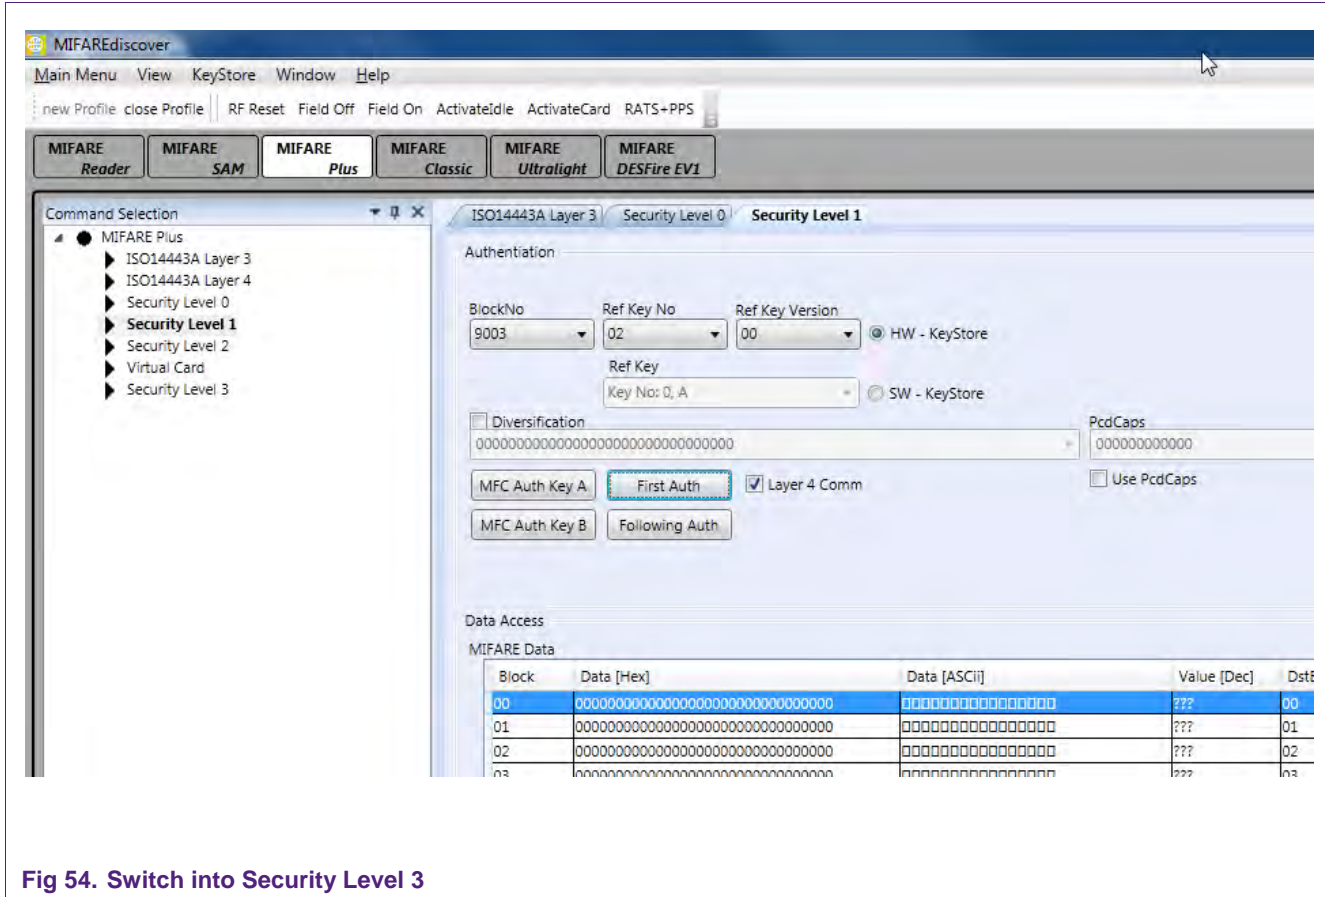 MIFAREdiscover
Main Menu View KeyStore Window Help
new Profile close Profile RF Reset Field Off Field On ActivateIdle ActivateCard RATS+PPS
MIFARE Reader MIFARE SAM MIFARE Plus MIFARE Classic MIFARE Ultralight MIFARE DESFire EV1
Command Selection
MIFARE Plus
ISO14443A Layer 3
ISO14443A Layer 4
Security Level 0
Security Level 1
Security Level 2
Virtual Card
Security Level 3
ISO14443A Layer 3 Security Level 0 Security Level 1
Authentiation
BlockNo Ref Key No Ref Key Version
9003 02 00 HW - KeyStore
Ref Key
Key No: 0, A SW - KeyStore
Diversification PcdCaps
00000000000000000000000000000000 000000000000
MFC Auth Key A First Auth Layer 4 Comm Use PcdCaps
MFC Auth Key B Following Auth
Data Access
MIFARE Data
Block Data [Hex] Data [ASCii] Value [Dec] DstB
00 00000000000000000000000000000000 ??? 00
01 00000000000000000000000000000000 ??? 01
02 00000000000000000000000000000000 ??? 02
03 00000000000000000000000000000000 ??? 03
Fig 54. Switch into Security Level 3